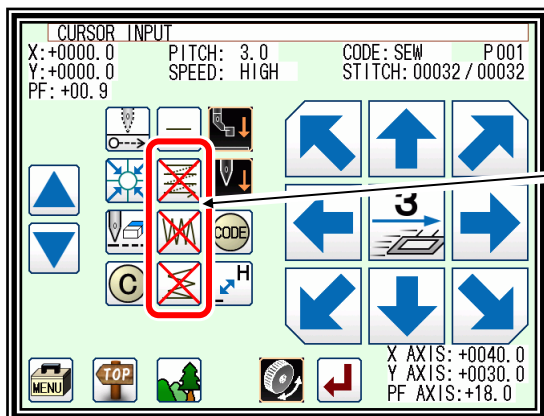 CURSOR INPUT
X:+0000.0 PITCH: 3.0 CODE: SEW P001
Y:+0000.0 SPEED: HIGH STITCH: 00032/00032
PF: +00.9
3
CODE
C H
MENU TOP
X AXIS: +0040.0
Y AXIS: +0030.0
PF AXIS:+18.0